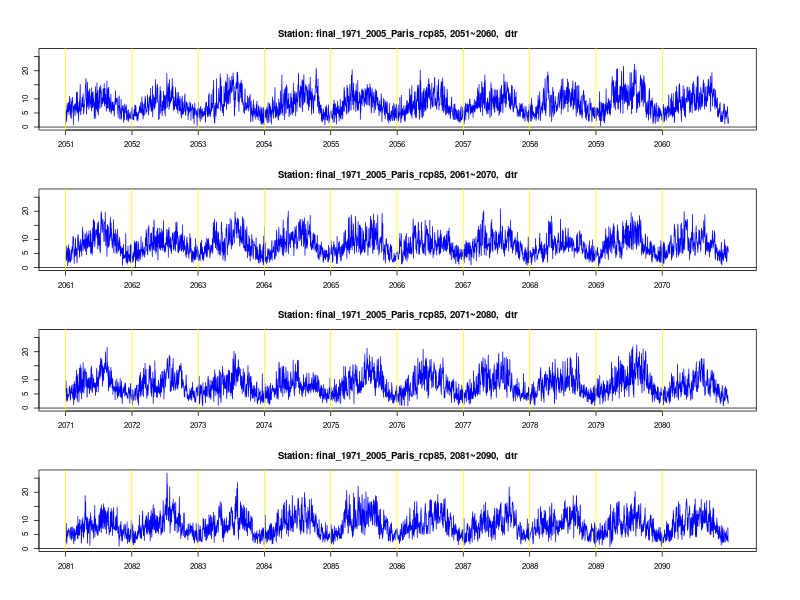 Station: final_1971_2005_Paris_rcp85, 2051~2060, dtr
20
10
5
0
2051 2052 2053 2054 2055 2056 2057 2058 2059 2060
Station: final_1971_2005_Paris_rcp85, 2061~2070, dtr
20
10
5
0
2061 2062 2063 2064 2065 2066 2067 2068 2069 2070
Station: final_1971_2005_Paris_rcp85, 2071~2080, dtr
20
10
5
0
2071 2072 2073 2074 2075 2076 2077 2078 2079 2080
Station: final_1971_2005_Paris_rcp85, 2081~2090, dtr
20
10
5
0
2081 2082 2083 2084 2085 2086 2087 2088 2089 2090